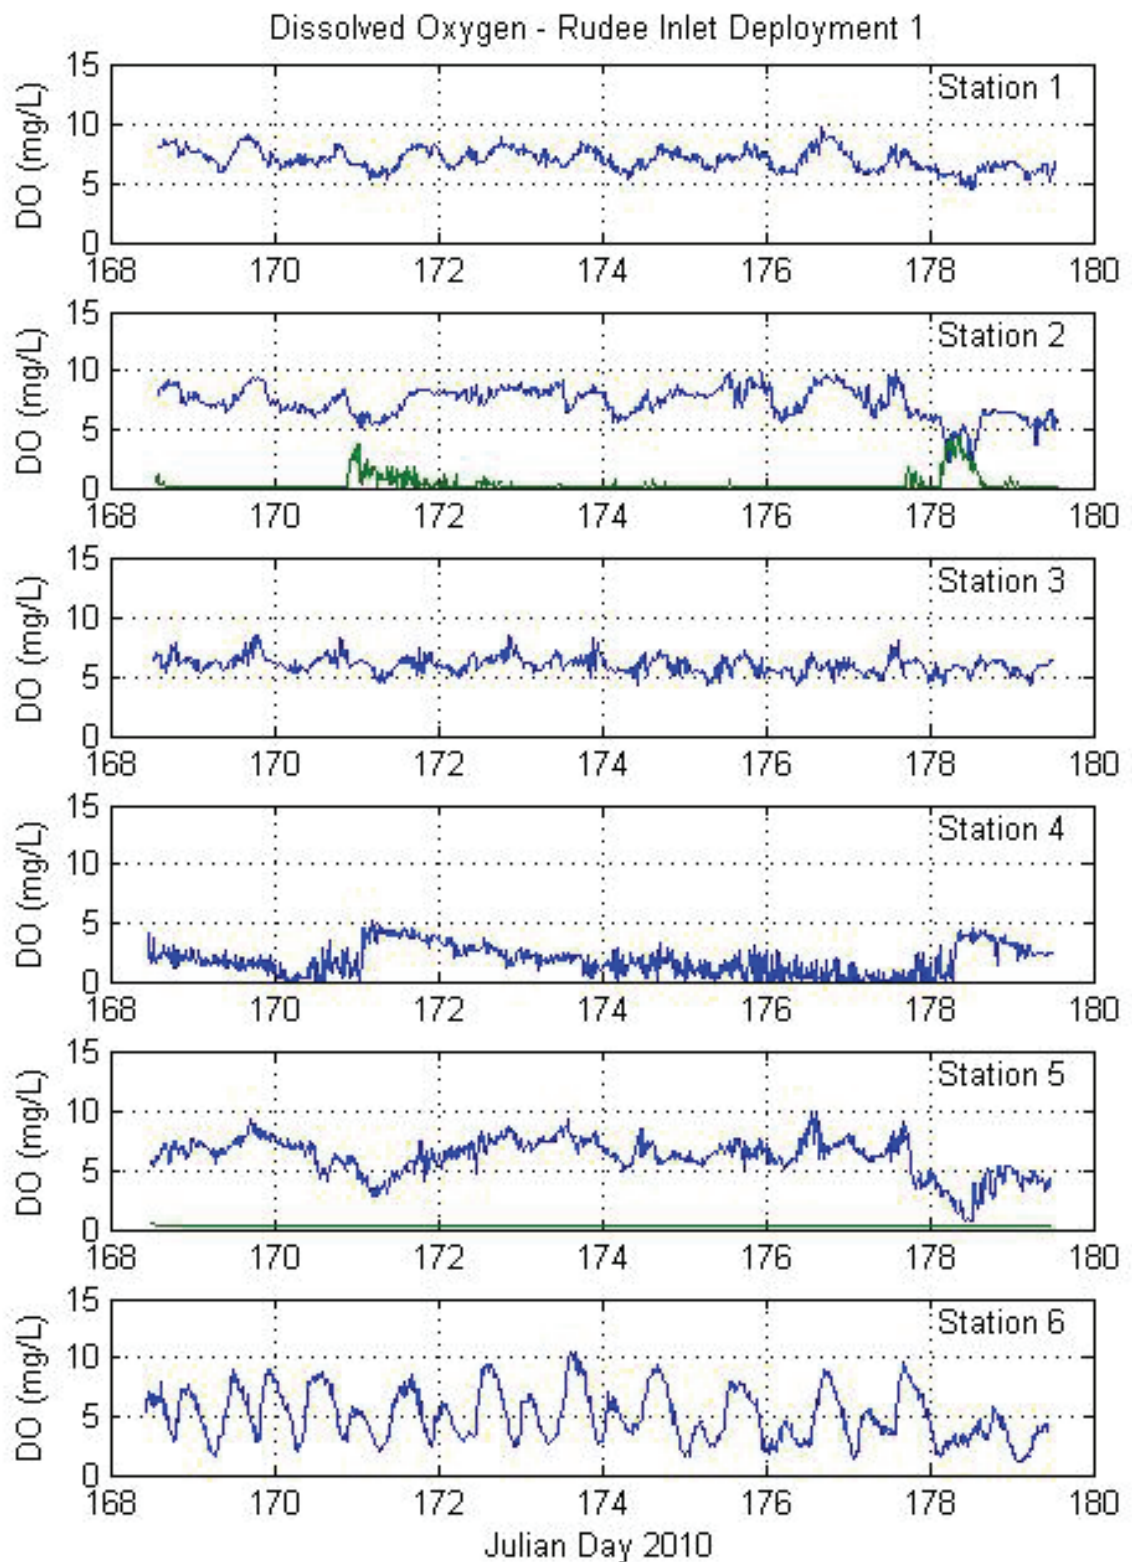 Dissolved Oxygen - Rudee Inlet Deployment 1
15
10
5
0
DO (mg/L)
Station 1
168 170 172 174 176 178 180
15
10
5
0
DO (mg/L)
Station 2
168 170 172 174 176 178 180
15
10
5
0
DO (mg/L)
Station 3
168 170 172 174 176 178 180
15
10
5
0
DO (mg/L)
Station 4
168 170 172 174 176 178 180
15
10
5
0
DO (mg/L)
Station 5
168 170 172 174 176 178 180
15
10
5
0
DO (mg/L)
Station 6
168 170 172 174 176 178 180
Julian Day 2010